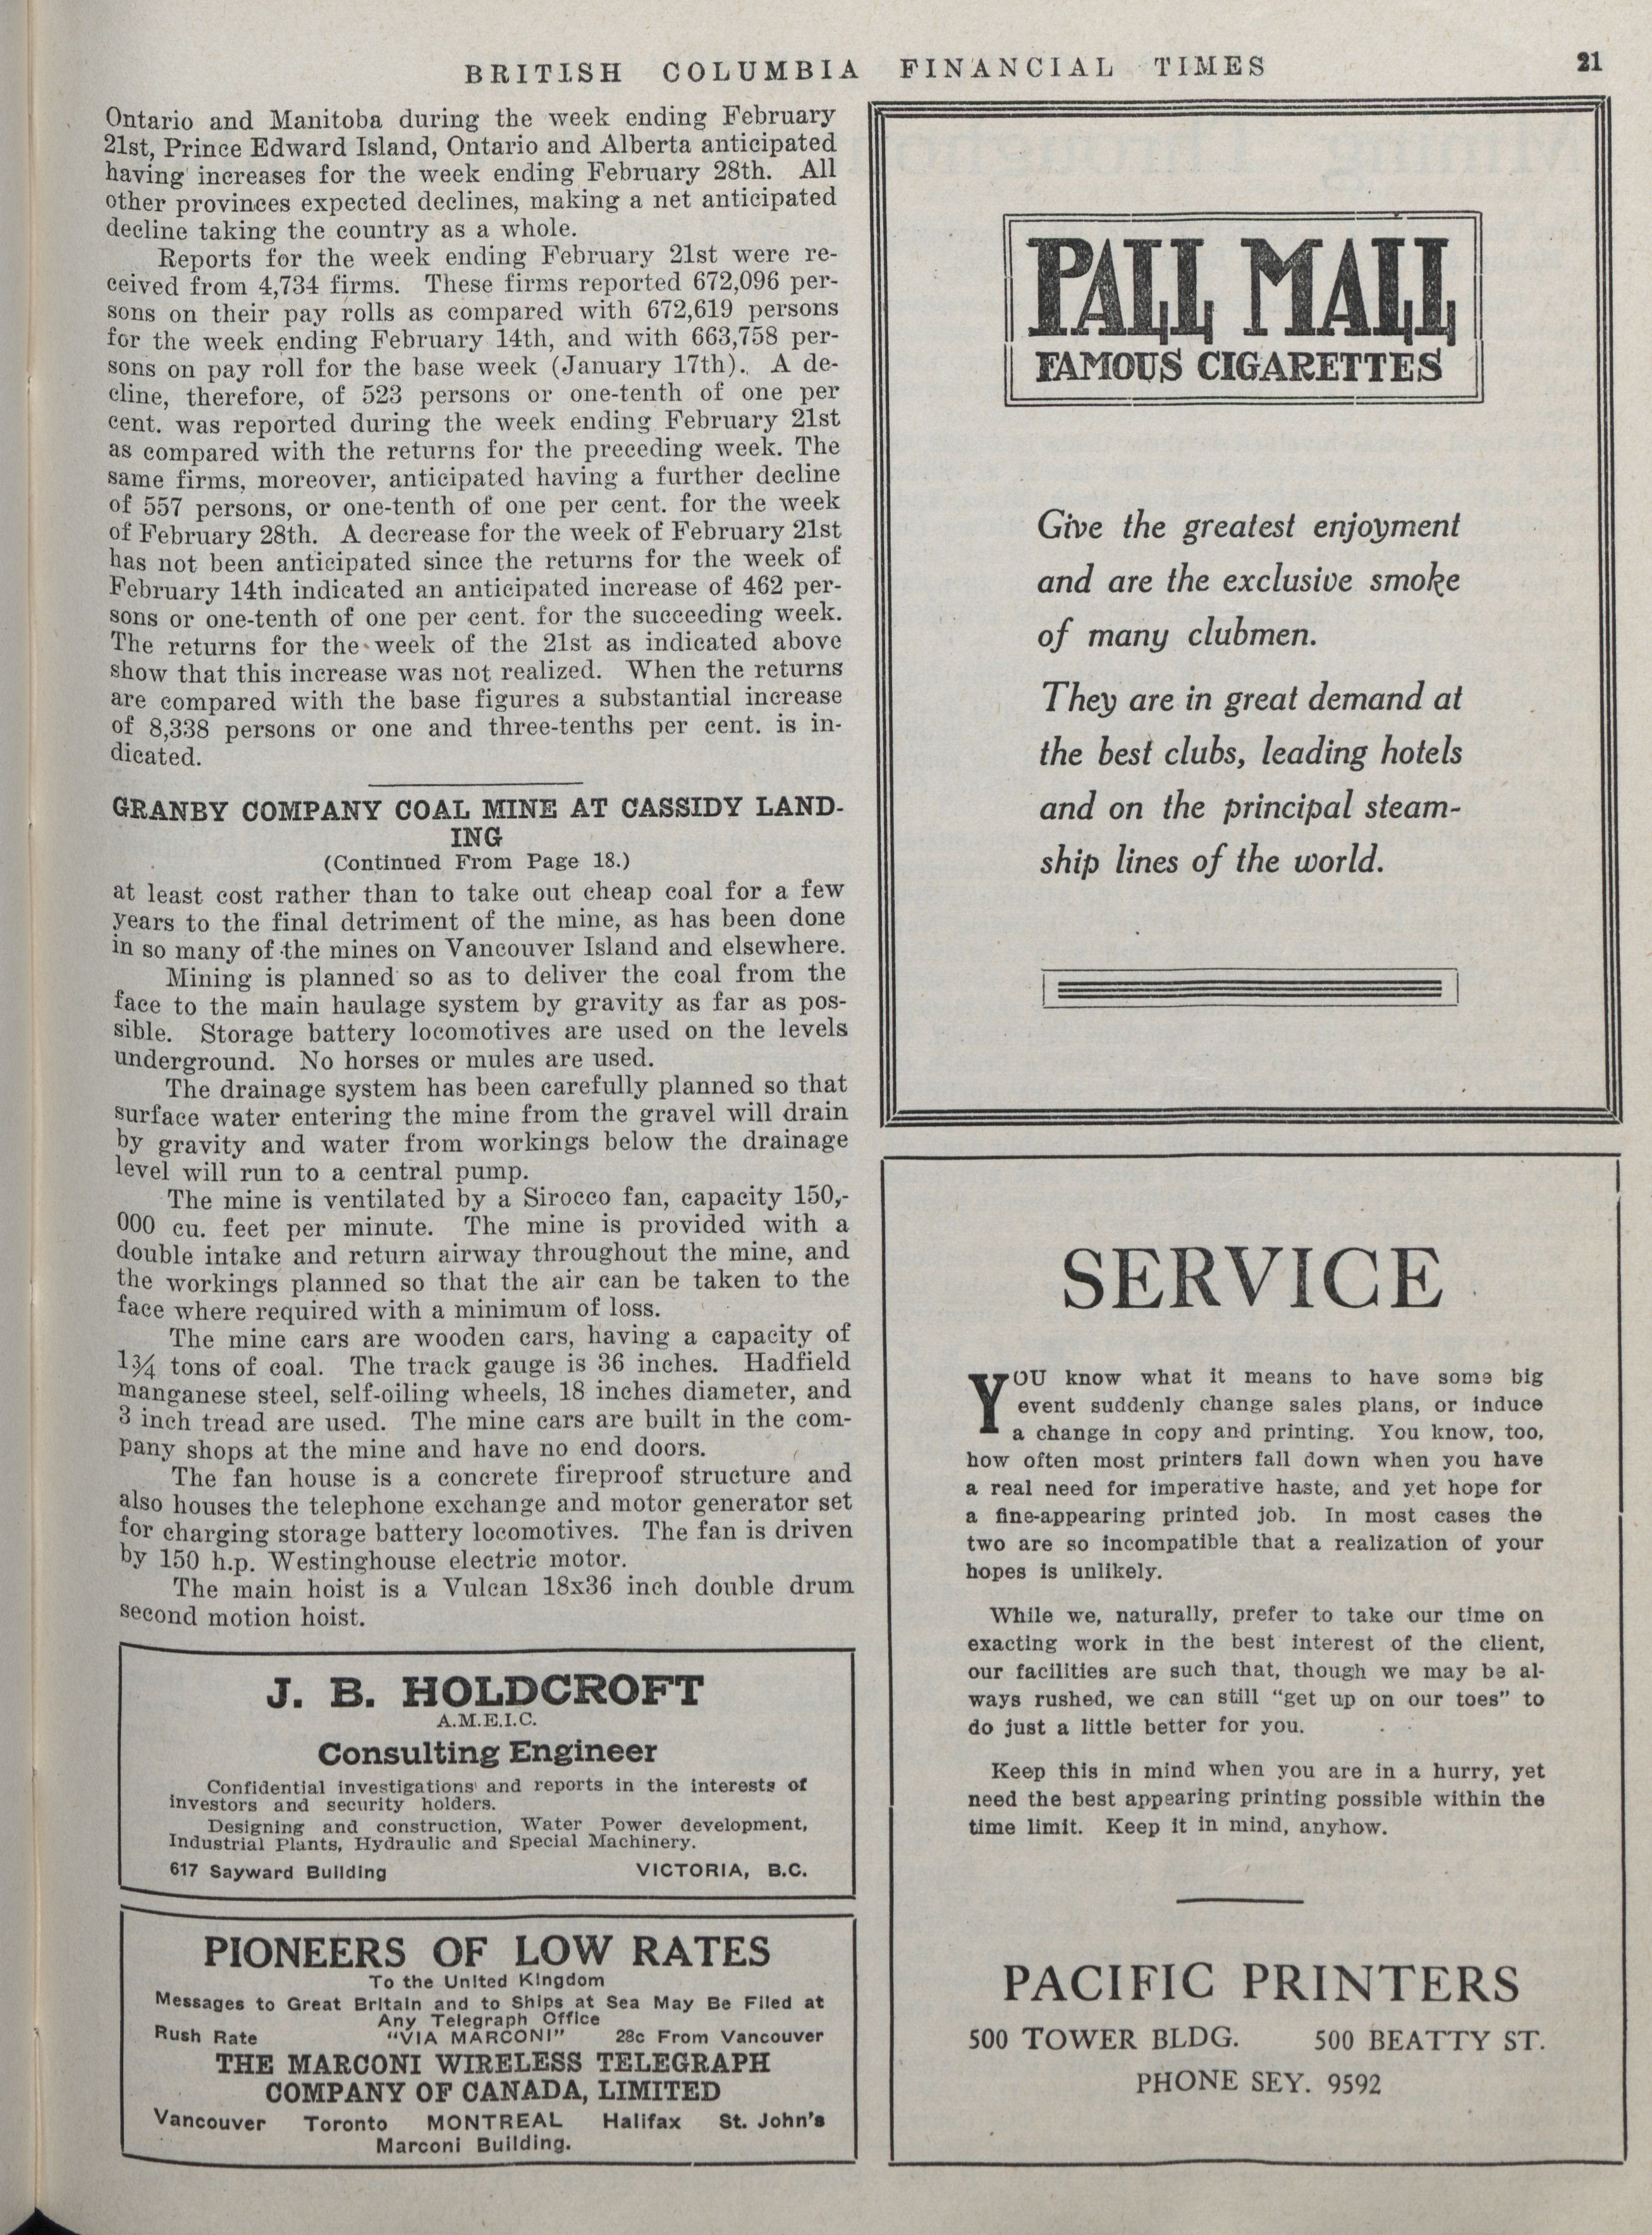 BRITISH COLUMBIA FINANCIAL TIMES 21
Ontario and Manitoba during the week ending February
21st, Prince Edward Island, Ontario and Alberta anticipated
having increases for the week ending February 28th. All
other provinces expected declines, making a net anticipated
decline taking the country as a whole.
Reports for the week ending February 21st were re-
ceived from 4,734 firms. These firms reported 672,096 per-
sons on their pay rolls as compared with 672,619 persons
for the week ending February 14th, and with 663,758 per-
sons on pay roll for the base week (January 17th). A de-
cline, therefore, of 523 persons or one-tenth of one per
cent. was reported during the week ending February 21st
as compared with the returns for the preceding week. The
same firms, moreover, anticipated having a further decline
of 557 persons, or one-tenth of one per cent. for the week
of February 28th. A decrease for the week of February 21st
has not been anticipated since the returns for the week of
February 14th indicated an anticipated increase of 462 per-
sons or one-tenth of one per cent. for the succeeding week.
The returns for the week of the 21st as indicated above
show that this increase was not realized. When the returns
are compared with the base figures a substantial increase
of 8,338 persons or one and three-tenths per cent. is in-
dicated.
GRANBY COMPANY COAL MINE AT CASSIDY LAND-
ING
(Continued From Page 18.)
at least cost rather than to take out cheap coal for a few
years to the final detriment of the mine, as has been done
in so many of the mines on Vancouver Island and elsewhere.
Mining is planned so as to deliver the coal from the
face to the main haulage system by gravity as far as pos-
sible. Storage battery locomotives are used on the levels
underground. No horses or mules are used.
The drainage system has been carefully planned so that
surface water entering the mine from the gravel will drain
by gravity and water from workings below the drainage
level will run to a central pump.
The mine is ventilated by a Sirocco fan, capacity 150,-
000 cu. feet per minute. The mine is provided with a
double intake and return airway throughout the mine, and
the workings planned so that the air can be taken to the
face where required with a minimum of loss.
The mine cars are wooden cars, having a capacity of
1¾ tons of coal. The track gauge is 36 inches. Hadfield
manganese steel, self-oiling wheels, 18 inches diameter, and
3 inch tread are used. The mine cars are built in the com-
pany shops at the mine and have no end doors.
The fan house is a concrete fireproof structure and
also houses the telephone exchange and motor generator set
for charging storage battery locomotives. The fan is driven
by 150 h.p. Westinghouse electric motor.
The main hoist is a Vulcan 18x36 inch double drum
second motion hoist.
J. B. HOLDCROFT
A.M.E.I.C.
Consulting Engineer
Confidential investigations and reports in the interests of
investors and security holders.
Designing and construction, Water Power development,
Industrial Plants, Hydraulic and Special Machinery.
617 Sayward Building VICTORIA, B.C.
PIONEERS OF LOW RATES
To the United Kingdom
Messages to Great Britain and to Ships at Sea May Be Filed at
Any Telegraph Office
Rush Rate "VIA MARCONI" 28c From Vancouver
THE MARCONI WIRELESS TELEGRAPH
COMPANY OF CANADA, LIMITED
Vancouver Toronto MONTREAL Halifax St. John's
Marconi Building.
PALL MALL
FAMOUS CIGARETTES
Give the greatest enjoyment
and are the exclusive smoke
of many clubmen.
They are in great demand at
the best clubs, leading hotels
and on the principal steam-
ship lines of the world.
SERVICE
YOU know what it means to have some big
event suddenly change sales plans, or induce
a change in copy and printing. You know, too,
how often most printers fall down when you have
a real need for imperative haste, and yet hope for
a fine-appearing printed job. In most cases the
two are so incompatible that a realization of your
hopes is unlikely.
While we, naturally, prefer to take our time on
exacting work in the best interest of the client,
our facilities are such that, though we may be al-
ways rushed, we can still "get up on our toes" to
do just a little better for you.
Keep this in mind when you are in a hurry, yet
need the best appearing printing possible within the
time limit. Keep it in mind, anyhow.
PACIFIC PRINTERS
500 TOWER BLDG. 500 BEATTY ST.
PHONE SEY. 9592